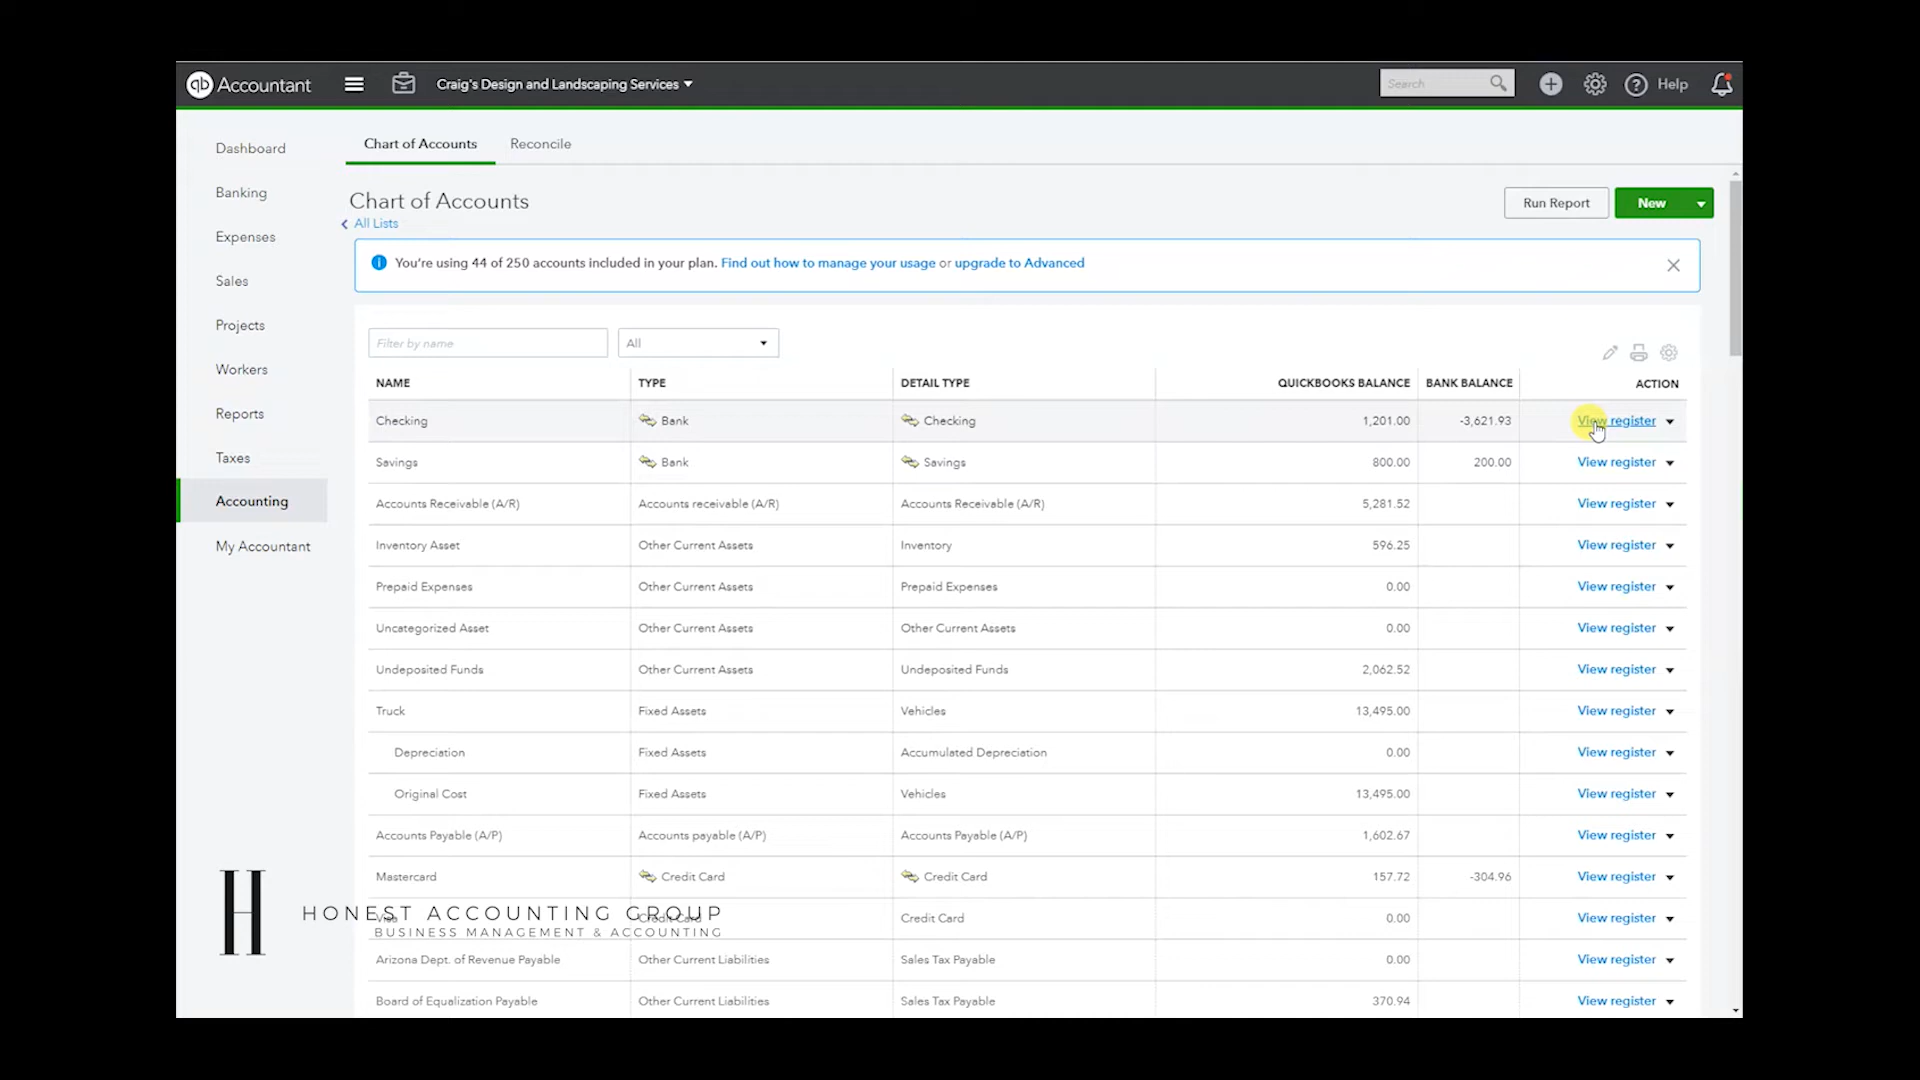 qb Accountant Craig's Design and Landscaping Services Search Help
Dashboard
Banking
Expenses
Sales
Projects
Workers
Reports
Taxes
Accounting
My Accountant
Chart of Accounts Reconcile
Chart of Accounts
All Lists
Run Report New
You're using 44 of 250 accounts included in your plan. Find out how to manage your usage or upgrade to Advanced
Filter by name All
NAME TYPE DETAIL TYPE QUICKBOOKS BALANCE BANK BALANCE ACTION
Checking Bank Checking 1,201.00 -3,621.93 View register
Savings Bank Savings 800.00 200.00 View register
Accounts Receivable (A/R) Accounts receivable (A/R) Accounts Receivable (A/R) 5,281.52 View register
Inventory Asset Other Current Assets Inventory 596.25 View register
Prepaid Expenses Other Current Assets Prepaid Expenses 0.00 View register
Uncategorized Asset Other Current Assets Other Current Assets 0.00 View register
Undeposited Funds Other Current Assets Undeposited Funds 2,062.52 View register
Truck Fixed Assets Vehicles 13,495.00 View register
Depreciation Fixed Assets Accumulated Depreciation 0.00 View register
Original Cost Fixed Assets Vehicles 13,495.00 View register
Accounts Payable (A/P) Accounts payable (A/P) Accounts Payable (A/P) 1,602.67 View register
Mastercard Credit Card Credit Card 157.72 -304.96 View register
Visa Credit Card Credit Card 0.00 View register
Arizona Dept. of Revenue Payable Other Current Liabilities Sales Tax Payable 0.00 View register
Board of Equalization Payable Other Current Liabilities Sales Tax Payable 370.94 View register
H
HONEST ACCOUNTING GROUP
BUSINESS MANAGEMENT & ACCOUNTING